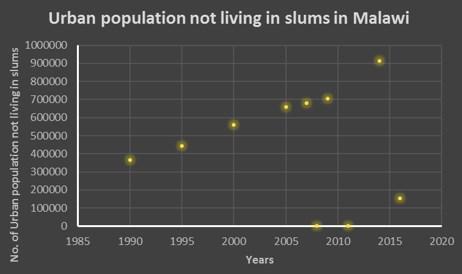 Urban population not living in slums in Malawi
No. of Urban population not living in slums
1000000
900000
800000
700000
600000
500000
400000
300000
200000
100000
0
1985 1990 1995 2000 2005 2010 2015 2020
Years